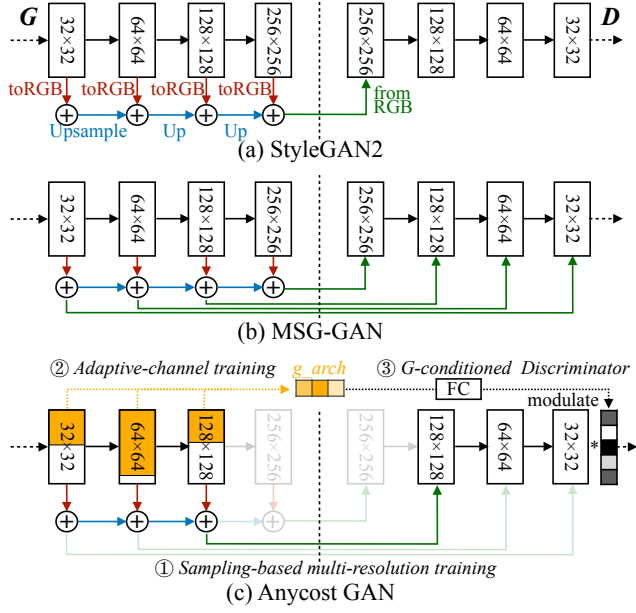 G D
32×32 64×64 128×128 256×256 256×256 128×128 64×64 32×32
toRGB toRGB toRGB toRGB from RGB
Upsample Up Up
(a) StyleGAN2
32×32 64×64 128×128 256×256 256×256 128×128 64×64 32×32
(b) MSG-GAN
② Adaptive-channel training g_arch ③ G-conditioned Discriminator
FC
modulate
32×32 64×64 128×128 256×256 256×256 128×128 64×64 32×32 *
① Sampling-based multi-resolution training
(c) Anycost GAN